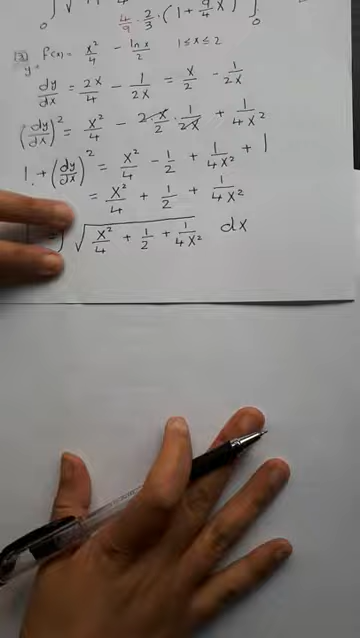 0 4/9 · 2/3 · (1 + 9/4 x) 0
13) y = f(x) = x²/4 - ln x/2 1 ≤ x ≤ 2
dy/dx = 2x/4 - 1/2x = x/2 - 1/2x
(dy/dx)² = x²/4 - 2·x/2 · 1/2x + 1/4x²
1 + (dy/dx)² = x²/4 - 1/2 + 1/4x² + 1
= x²/4 + 1/2 + 1/4x²
= ∫ √(x²/4 + 1/2 + 1/4x²) dx